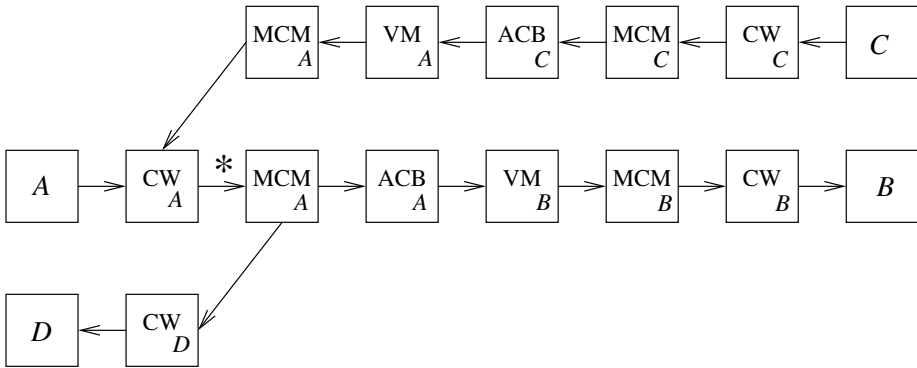 MCM A VM A ACB C MCM C CW C C
*
A CW A MCM A ACB A VM B MCM B CW B B
D CW D